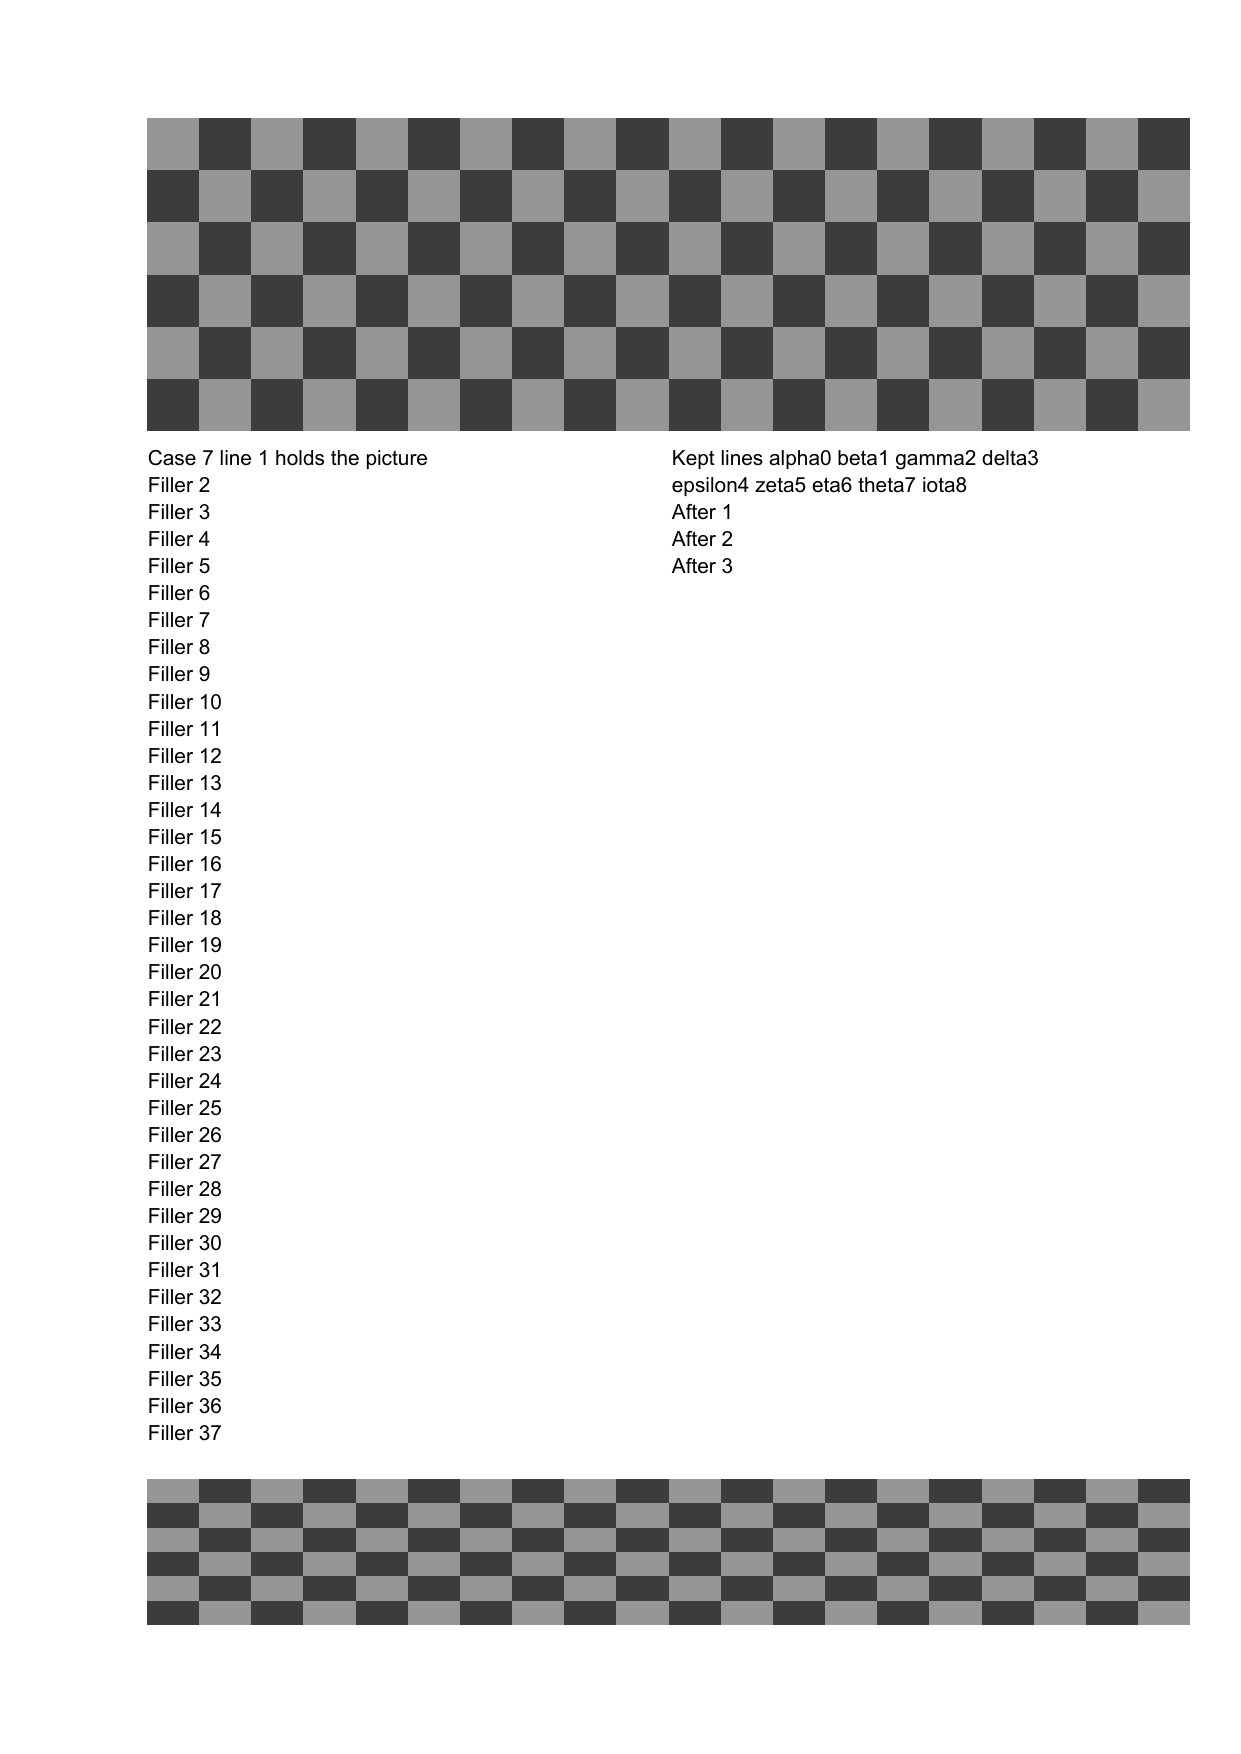 Case 7 line 1 holds the picture
Filler 2
Filler 3
Filler 4
Filler 5
Filler 6
Filler 7
Filler 8
Filler 9
Filler 10
Filler 11
Filler 12
Filler 13
Filler 14
Filler 15
Filler 16
Filler 17
Filler 18
Filler 19
Filler 20
Filler 21
Filler 22
Filler 23
Filler 24
Filler 25
Filler 26
Filler 27
Filler 28
Filler 29
Filler 30
Filler 31
Filler 32
Filler 33
Filler 34
Filler 35
Filler 36
Filler 37
Kept lines alpha0 beta1 gamma2 delta3
epsilon4 zeta5 eta6 theta7 iota8
After 1
After 2
After 3